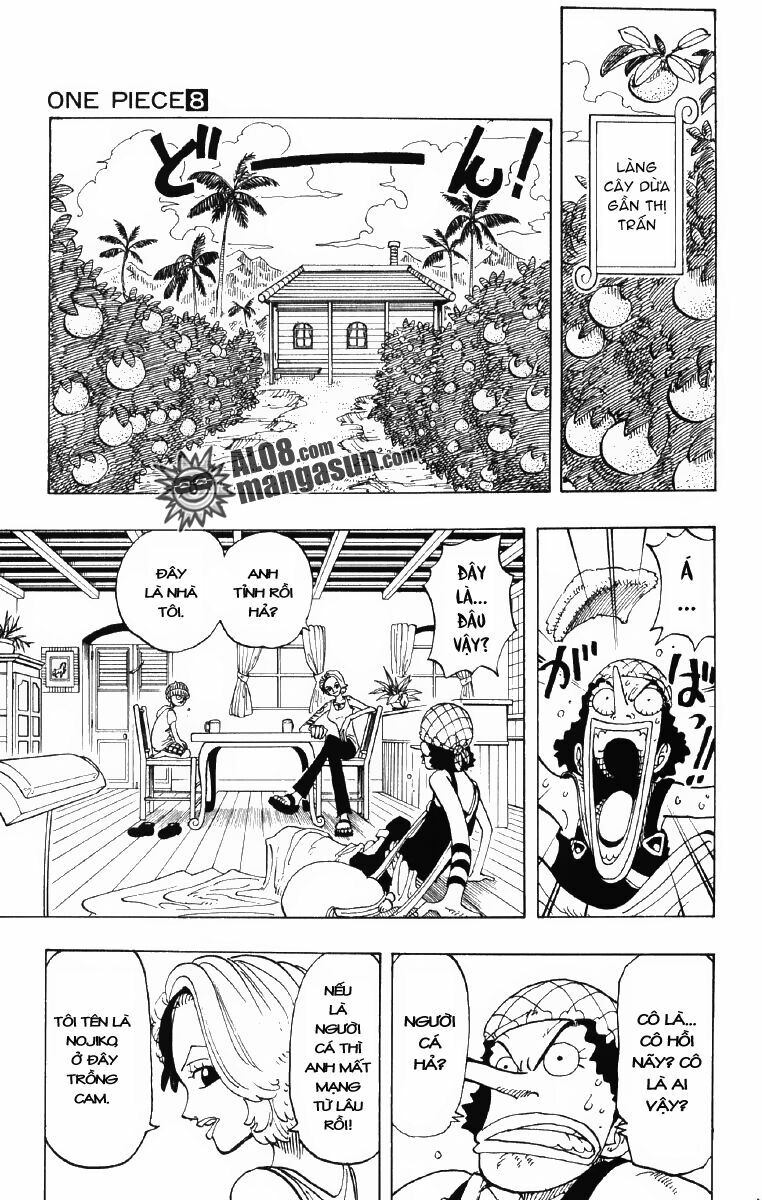 ONE PIECE 8
LÀNG
CÂY DỪA
GẦN THỊ
TRẤN
どーん!
AL08.com
mangasun.com
Á
...
がばっ!!
ĐÂY
LÀ...
ĐÂU
VẬY?
ANH
TỈNH RỒI
HẢ?
ĐÂY
LÀ NHÀ
TÔI.
CÔ LÀ...
CÔ HỒI
NÃY? CÔ
LÀ AI
VẬY?
NGƯỜI
CÁ
HẢ?
NẾU
LÀ
NGƯỜI
CÁ THÌ
ANH MẤT
MẠNG
TỪ LÂU
RỒI!
TÔI TÊN LÀ
NOJIKO,
Ở ĐÂY
TRỒNG
CAM.